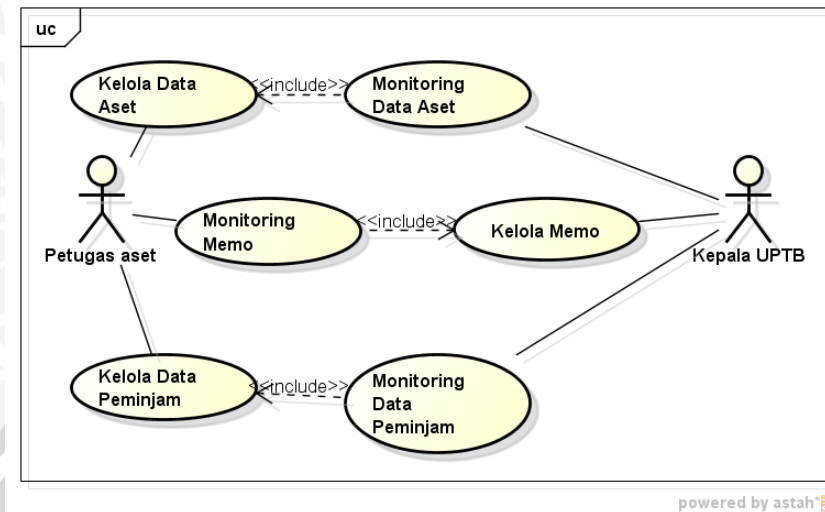 uc
Kelola Data
Aset
<<include>>
Monitoring
Data Aset
Petugas aset
Monitoring
Memo
<<include>>
Kelola Memo
Kepala UPTB
Kelola Data
Peminjam
<<include>>
Monitoring
Data
Peminjam
powered by astah*